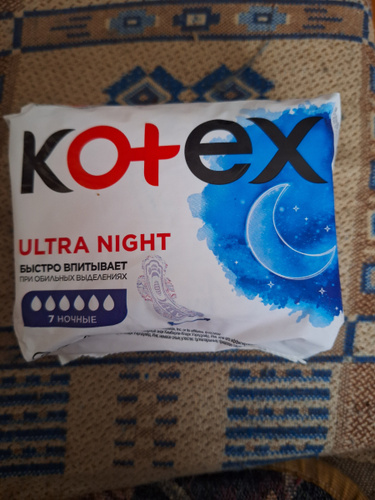 Kotex
ULTRA NIGHT
БЫСТРО ВПИТЫВАЕТ
ПРИ ОБИЛЬНЫХ ВЫДЕЛЕНИЯХ
7 НОЧНЫЕ